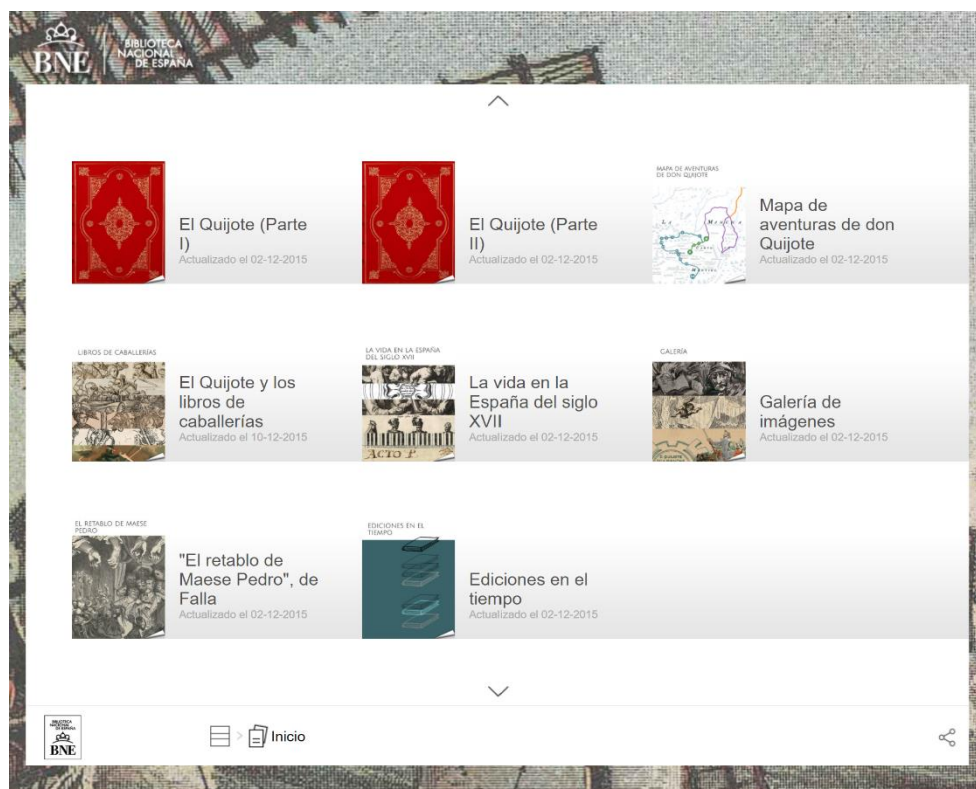 BNE
BIBLIOTECA
NACIONAL
DE ESPAÑA
El Quijote (Parte
I)
Actualizado el 02-12-2015
El Quijote (Parte
II)
Actualizado el 02-12-2015
MAPA DE AVENTURAS
DE DON QUIJOTE
Mapa de
aventuras de don
Quijote
Actualizado el 02-12-2015
LIBROS DE CABALLERÍAS
El Quijote y los
libros de
caballerías
Actualizado el 10-12-2015
LA VIDA EN LA ESPAÑA
DEL SIGLO XVII
ACTO P
La vida en la
España del siglo
XVII
Actualizado el 02-12-2015
GALERÍA
Galería de
imágenes
Actualizado el 02-12-2015
EL RETABLO DE MAESE
PEDRO
"El retablo de
Maese Pedro", de
Falla
Actualizado el 02-12-2015
EDICIONES EN EL
TIEMPO
Ediciones en el
tiempo
Actualizado el 02-12-2015
BIBLIOTECA
NACIONAL
DE ESPAÑA
BNE
Inicio